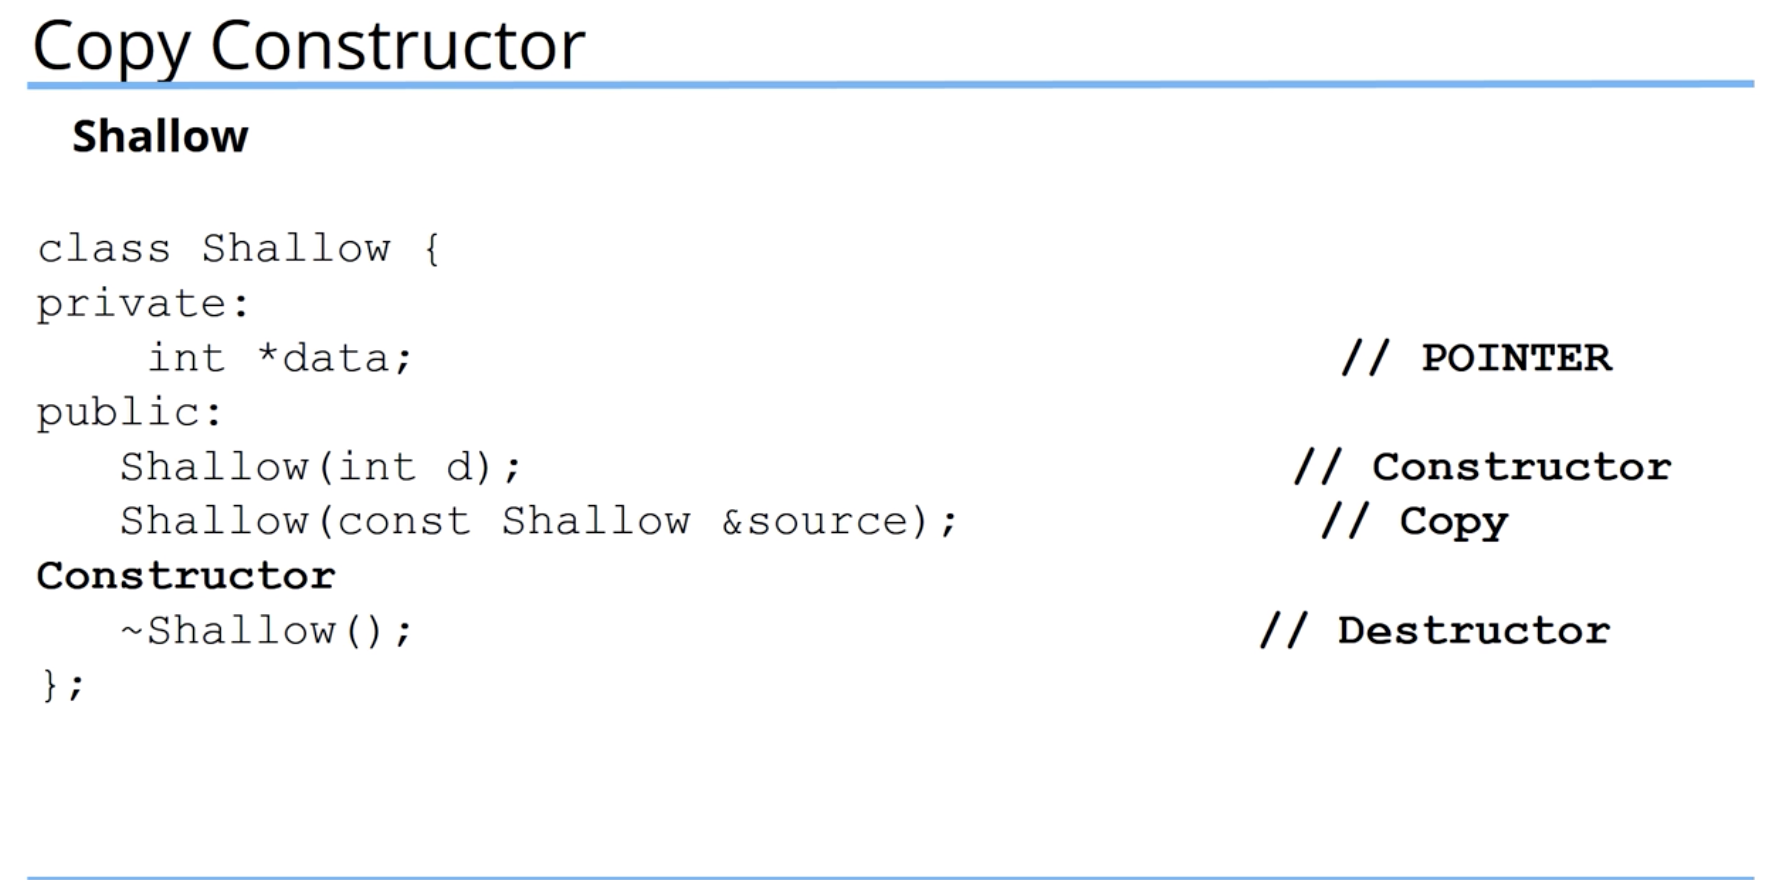 Copy Constructor
Shallow
class Shallow {
private:
int *data; // POINTER
public:
Shallow(int d); // Constructor
Shallow(const Shallow &source); // Copy
Constructor
~Shallow(); // Destructor
};